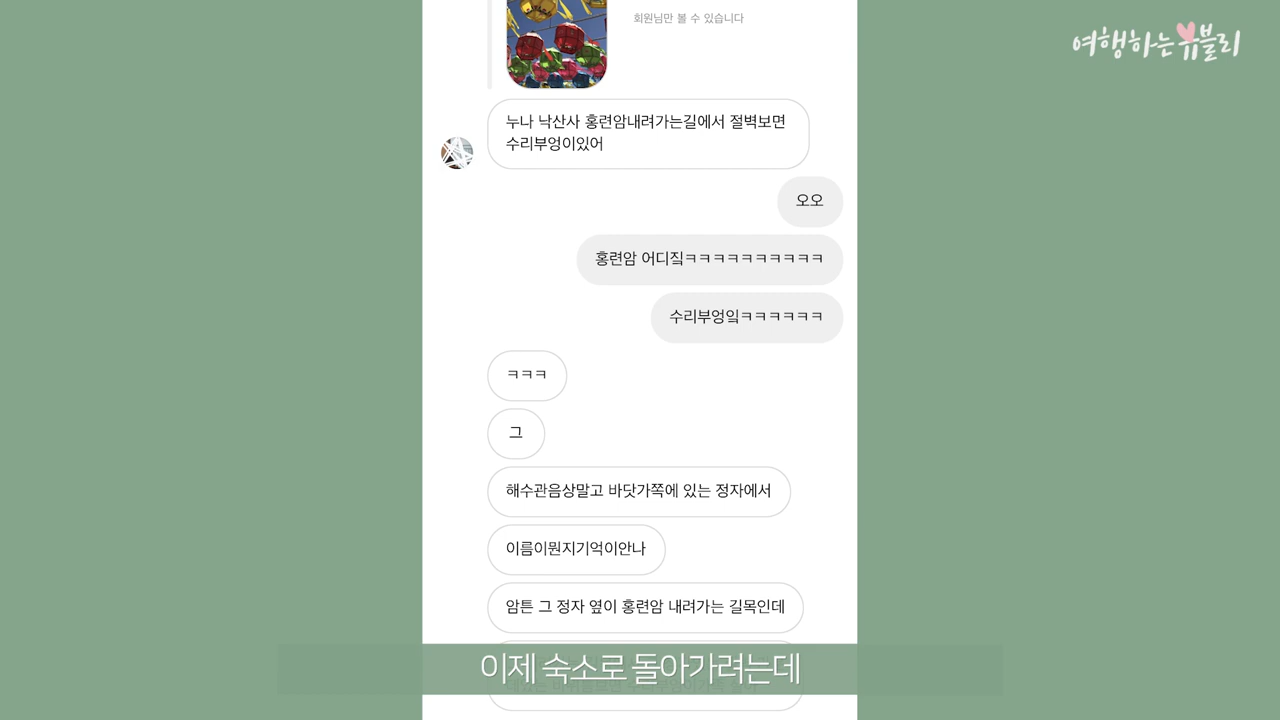 회원님만 볼 수 있습니다
여행하는 유블리
누나 낙산사 홍련암내려가는길에서 절벽보면
수리부엉이있어
오오
홍련암 어디짘ㅋㅋㅋㅋㅋㅋㅋㅋㅋㅋ
수리부엉잌ㅋㅋㅋㅋㅋㅋ
ㅋㅋㅋ
그
해수관음상말고 바닷가쪽에 있는 정자에서
이름이뭔지기억이안나
암튼 그 정자 옆이 홍련암 내려가는 길목인데
이제 숙소로 돌아가려는데